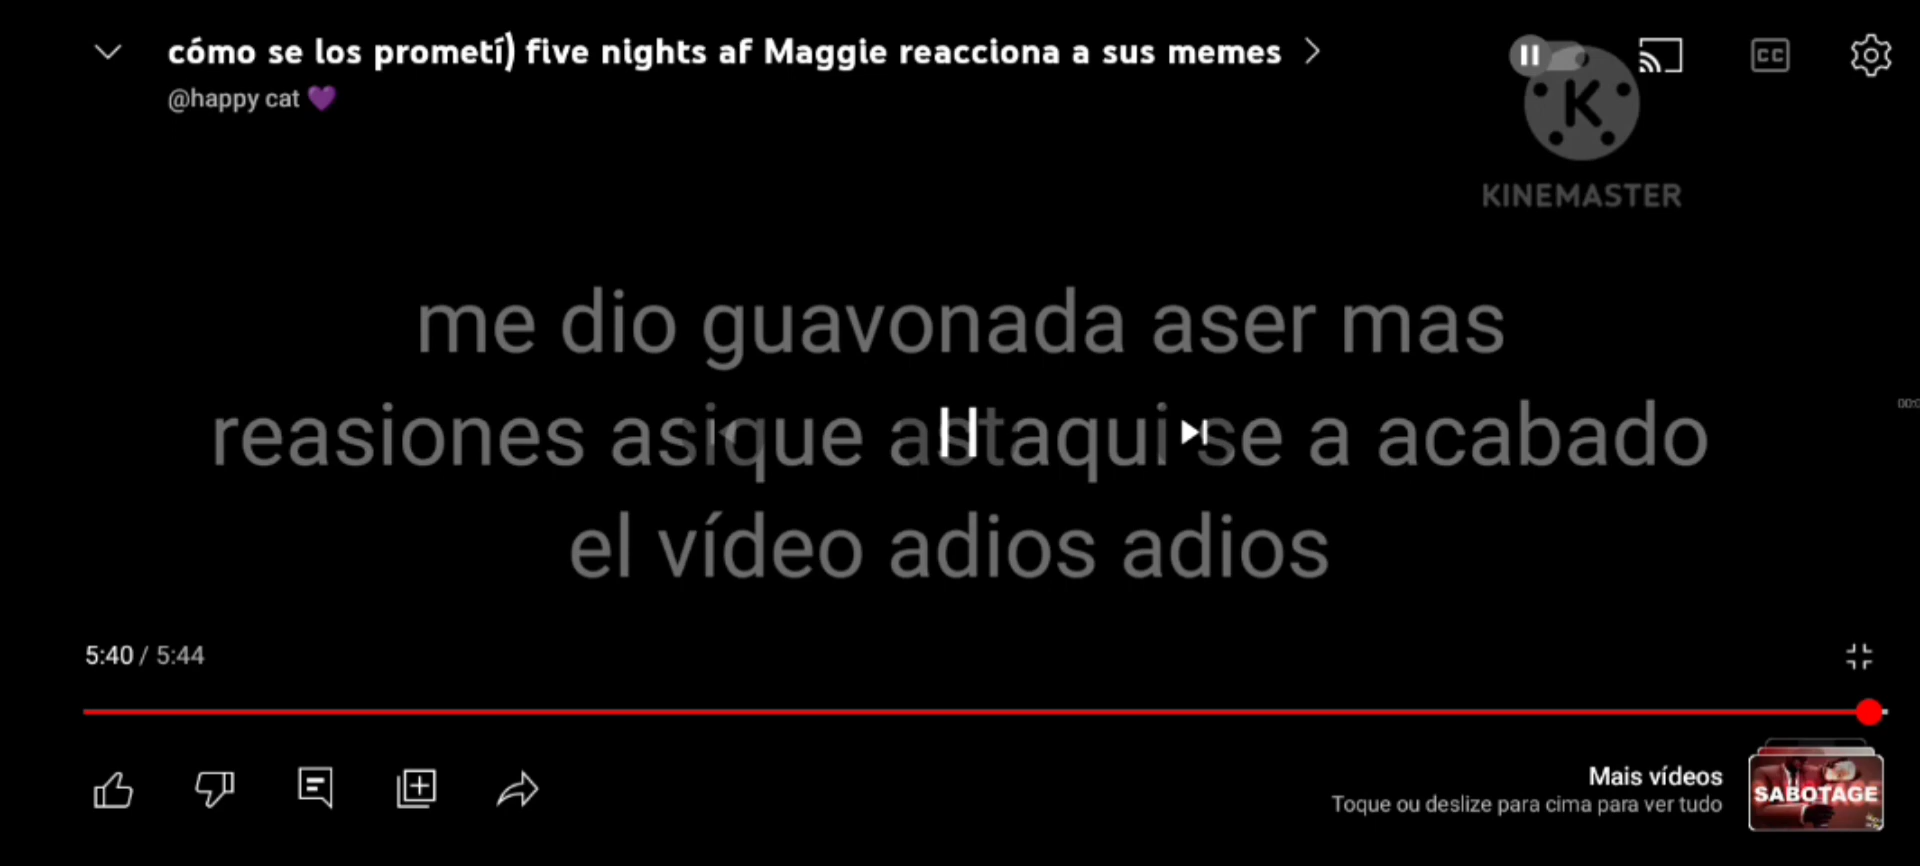 cómo se los prometí) five nights af Maggie reacciona a sus memes
@happy cat 💜
CC
K
KINEMASTER
me dio guavonada aser mas
reasiones asique astaqui se a acabado
el vídeo adios adios
5:40 / 5:44
Mais vídeos
Toque ou deslize para cima para ver tudo
SABOTAGE